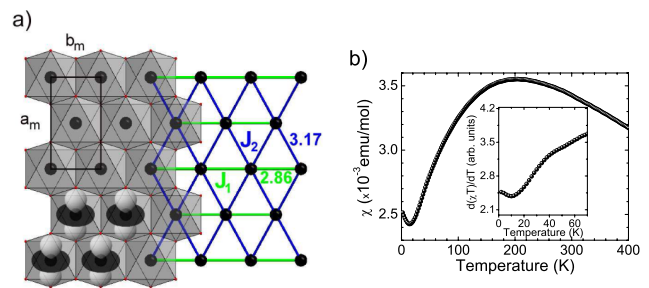 a)
b_m
a_m
J_2
3.17
J_1
2.86
b)
χ (×10^-3 emu/mol)
3.5
3.0
2.5
0 100 200 300 400
Temperature (K)
d(χT)/dT (arb. units)
4.2
3.5
2.8
2.1
0 20 40 60
Temperature (K)